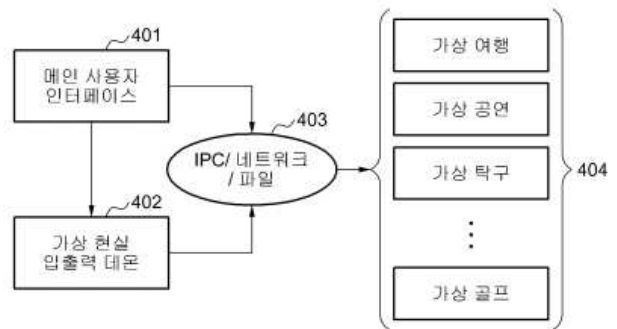 401
메인 사용자
인터페이스
402
가상 현실
입출력 데몬
403
IPC/ 네트워크
/ 파일
가상 여행
가상 공연
가상 탁구
가상 골프
404